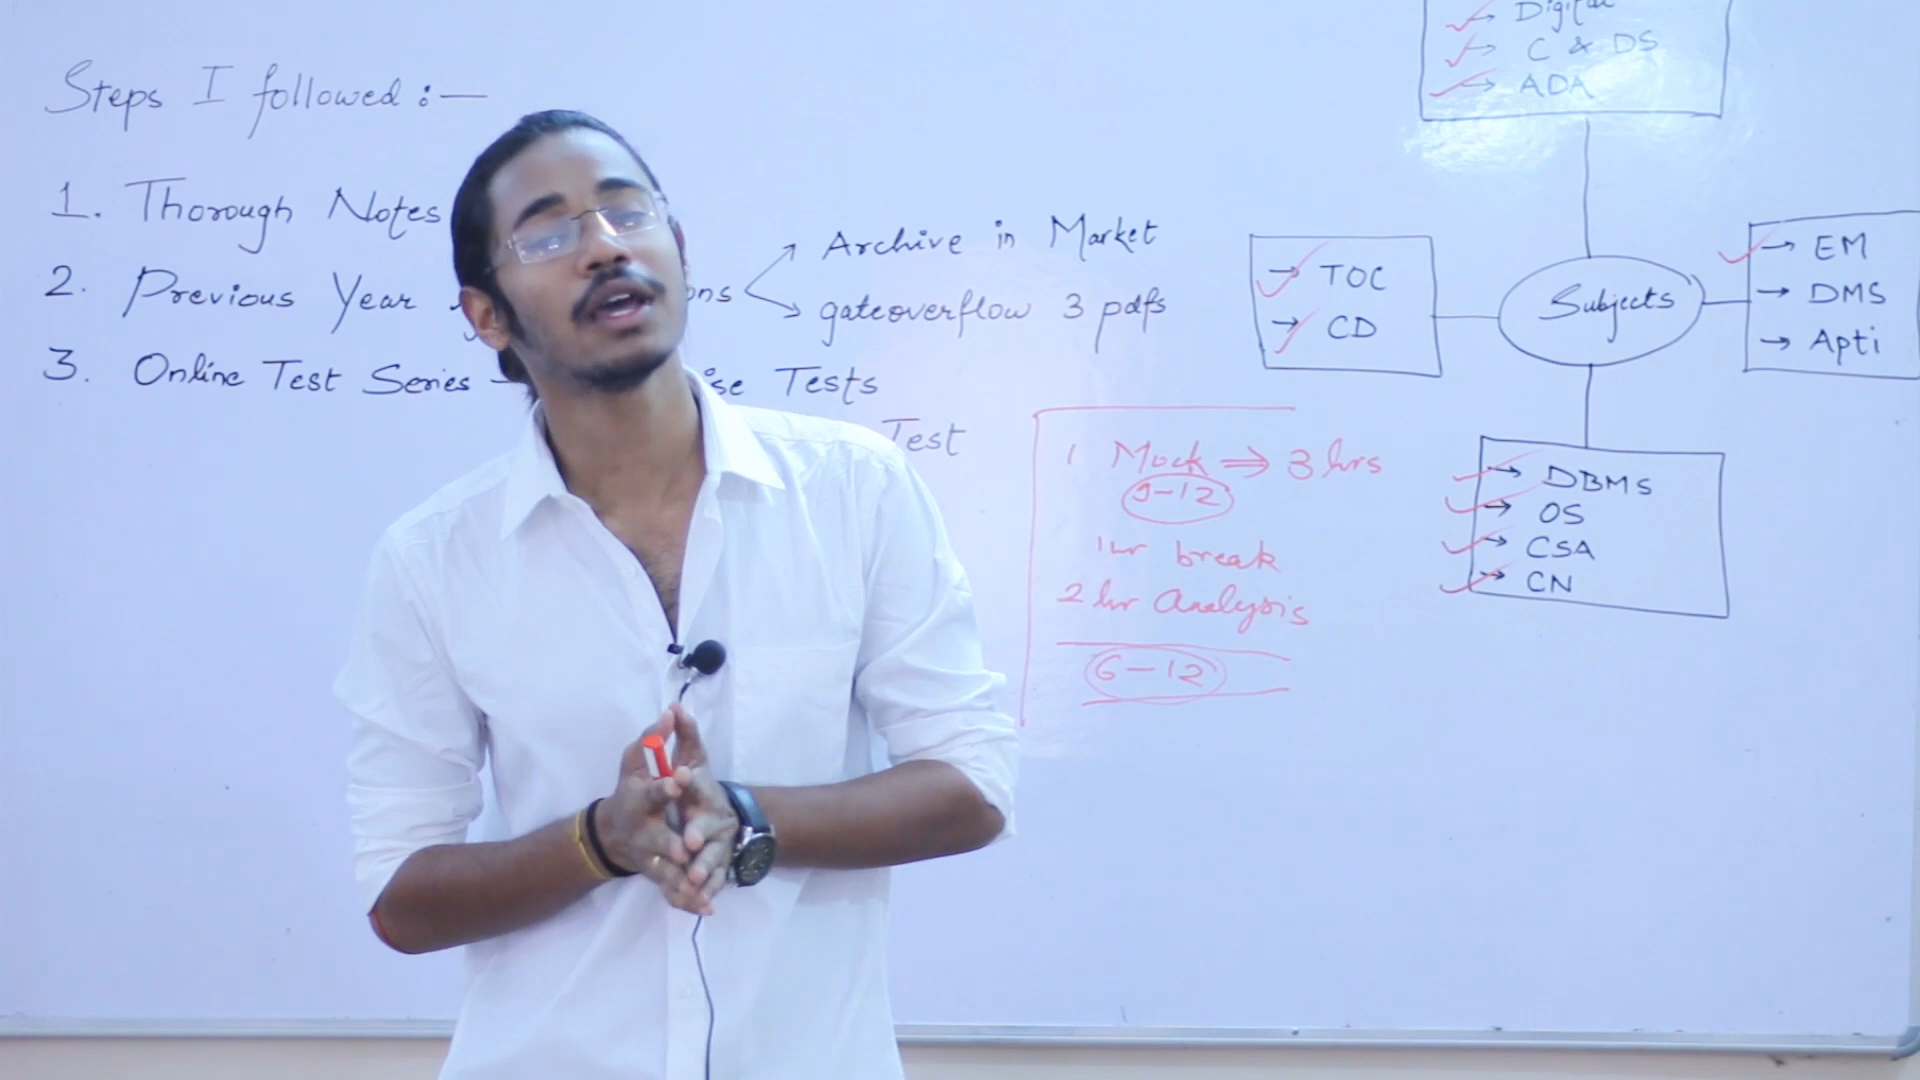 Steps I followed :—
1. Thorough Notes
2. Previous Year
Archive in Market
gateoverflow 3 pdfs
3. Online Test Series — Tests
Test
1 Mock ⇒ 3 hrs
9-12
1hr break
2 hr Analysis
6-12
→ Digital
→ C & DS
→ ADA
→ TOC
→ CD
Subjects
→ EM
→ DMS
→ Apti
→ DBMS
→ OS
→ CSA
→ CN